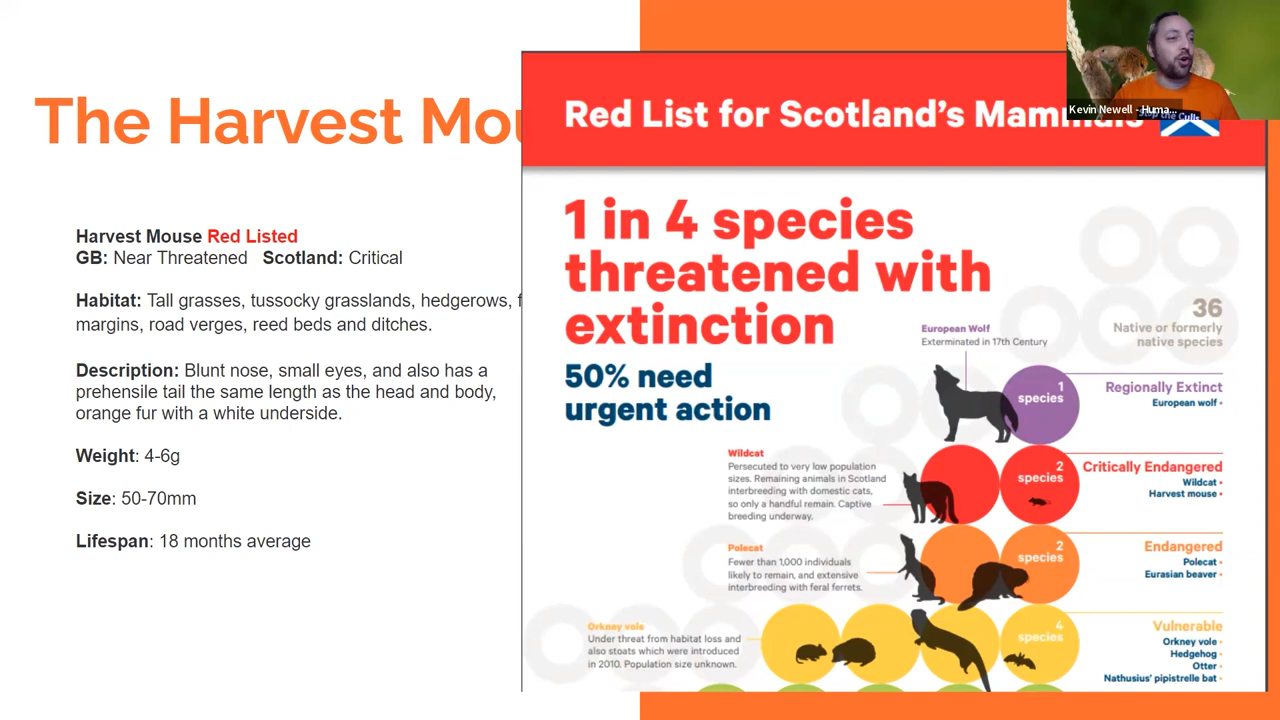 The Harvest Mou
Harvest Mouse Red Listed
GB: Near Threatened Scotland: Critical
Habitat: Tall grasses, tussocky grasslands, hedgerows, f
margins, road verges, reed beds and ditches.
Description: Blunt nose, small eyes, and also has a
prehensile tail the same length as the head and body,
orange fur with a white underside.
Weight: 4-6g
Size: 50-70mm
Lifespan: 18 months average
Red List for Scotland's Mammals
1 in 4 species
threatened with
extinction
50% need
urgent action
36
Native or formerly
native species
European Wolf
Exterminated in 17th Century
1
species
Regionally Extinct
European wolf
Wildcat
Persecuted to very low population
sizes. Remaining animals in Scotland
interbreeding with domestic cats,
so only a handful remain. Captive
breeding underway.
2
species
Critically Endangered
Wildcat
Harvest mouse
Polecat
Fewer than 1,000 individuals
likely to remain, and extensive
interbreeding with feral ferrets.
2
species
Endangered
Polecat
Eurasian beaver
Orkney vole
Under threat from habitat loss and
also stoats which were introduced
in 2010. Population size unknown.
4
species
Vulnerable
Orkney vole
Hedgehog
Otter
Nathusius' pipistrelle bat
Kevin Newell - Huma...
Stop the Culls